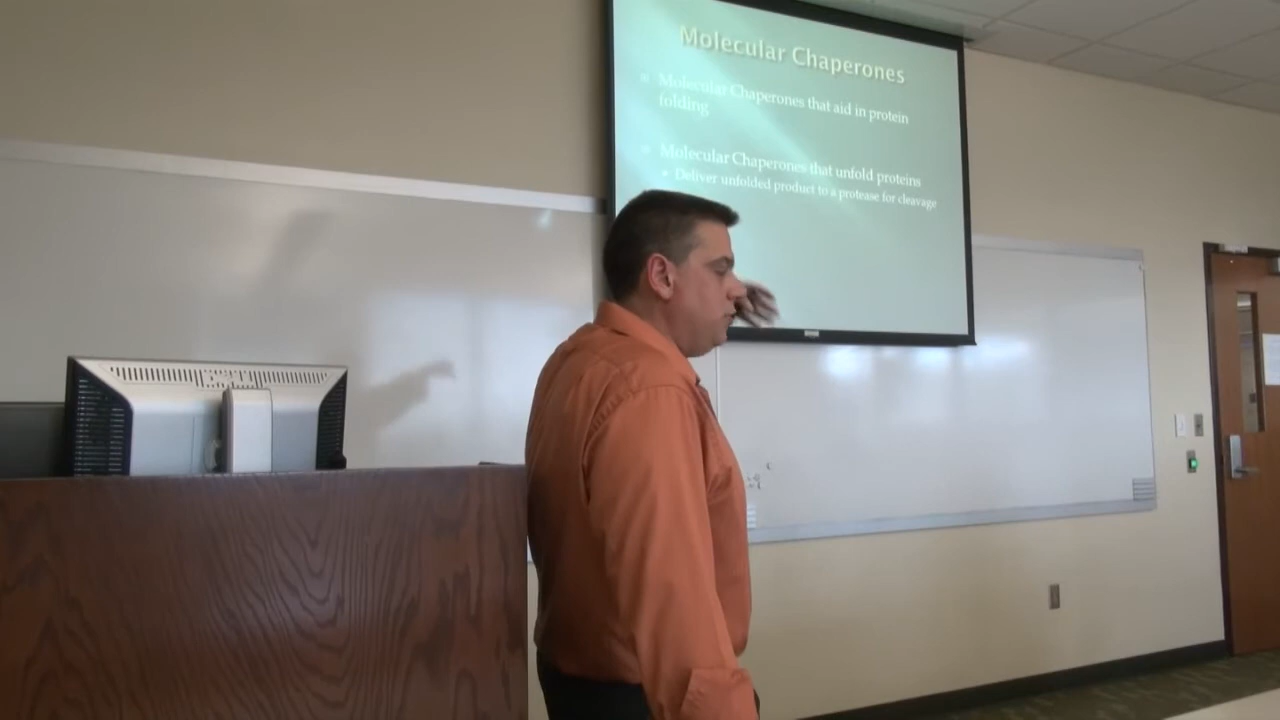 Molecular Chaperones
Molecular Chaperones that aid in protein
folding
Molecular Chaperones that unfold proteins
Deliver unfolded product to a protease for cleavage